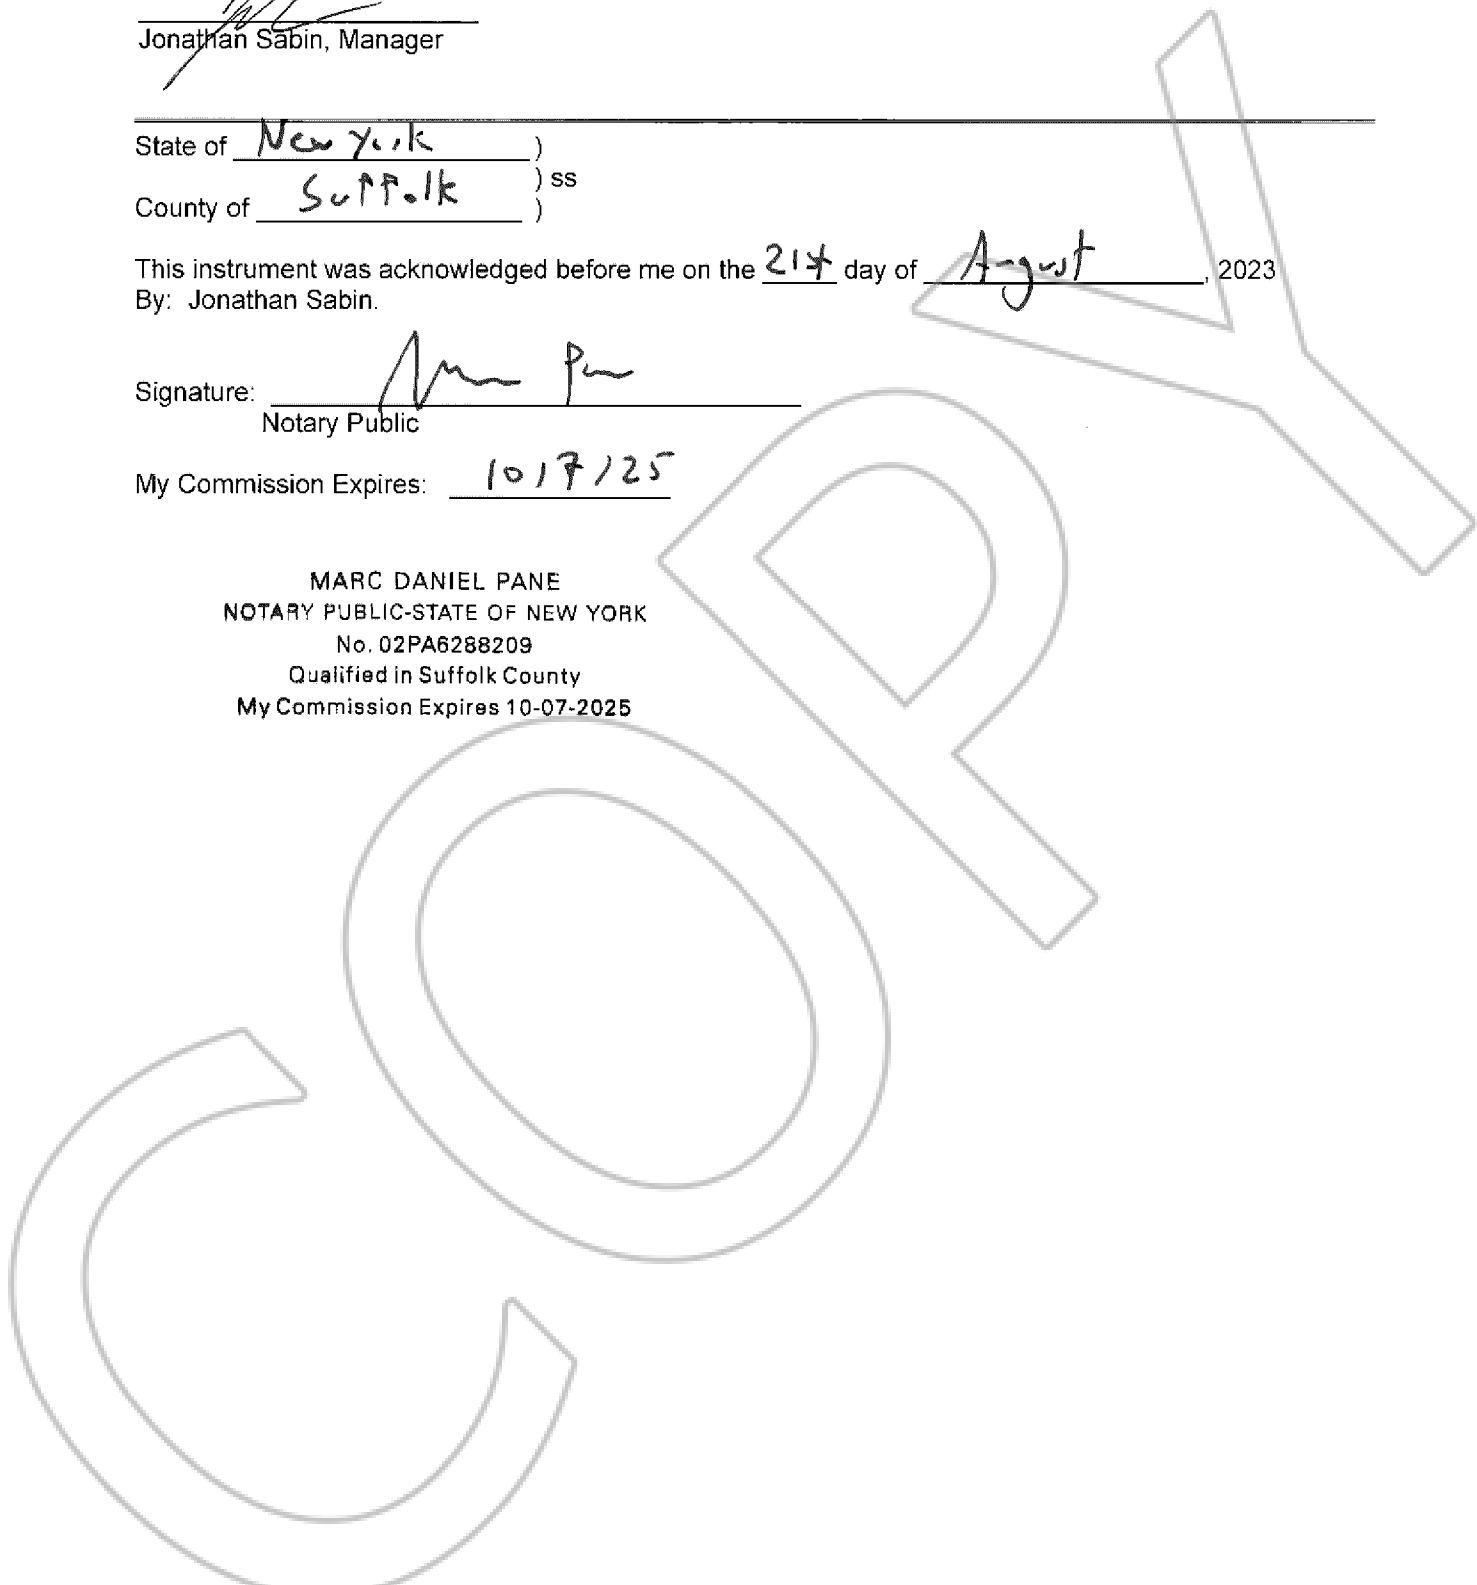 Jonathan Sabin, Manager
State of New York )
) ss
County of Suffolk )
This instrument was acknowledged before me on the 21st day of August, 2023
By: Jonathan Sabin.
Signature:
Notary Public
My Commission Expires: 10/7/25
MARC DANIEL PANE
NOTARY PUBLIC-STATE OF NEW YORK
No. 02PA6288209
Qualified in Suffolk County
My Commission Expires 10-07-2025
COPY